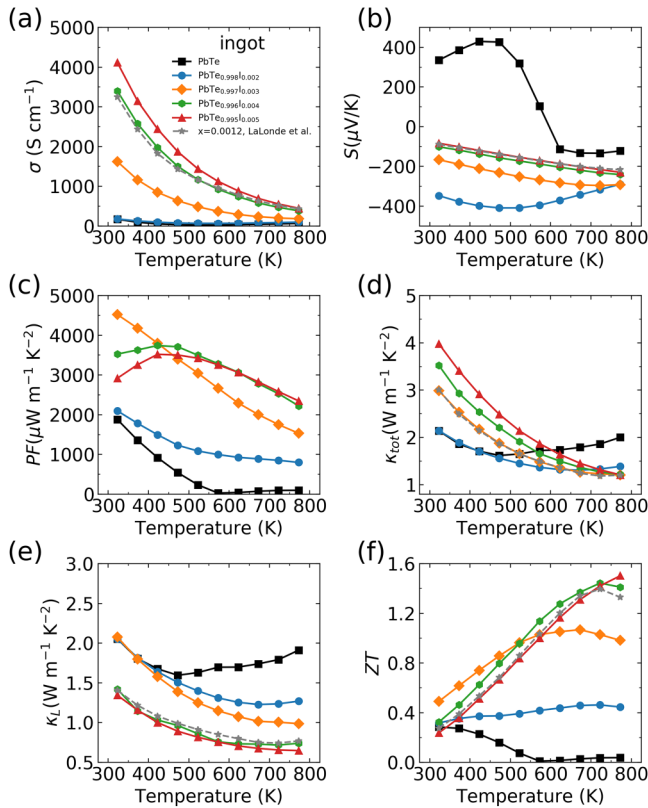 (a)
ingot
PbTe
PbTe₀.₉₉₈I₀.₀₀₂
PbTe₀.₉₉₇I₀.₀₀₃
PbTe₀.₉₉₆I₀.₀₀₄
PbTe₀.₉₉₅I₀.₀₀₅
x=0.0012, LaLonde et al.
σ (S cm⁻¹)
5000
4000
3000
2000
1000
0
300 400 500 600 700 800
Temperature (K)
(b)
S(μV/K)
400
200
0
−200
−400
300 400 500 600 700 800
Temperature (K)
(c)
PF(μW m⁻¹ K⁻²)
5000
4000
3000
2000
1000
0
300 400 500 600 700 800
Temperature (K)
(d)
κtot(W m⁻¹ K⁻²)
5
4
3
2
1
300 400 500 600 700 800
Temperature (K)
(e)
κL(W m⁻¹ K⁻²)
3.0
2.5
2.0
1.5
1.0
0.5
300 400 500 600 700 800
Temperature (K)
(f)
ZT
1.6
1.2
0.8
0.4
0.0
300 400 500 600 700 800
Temperature (K)